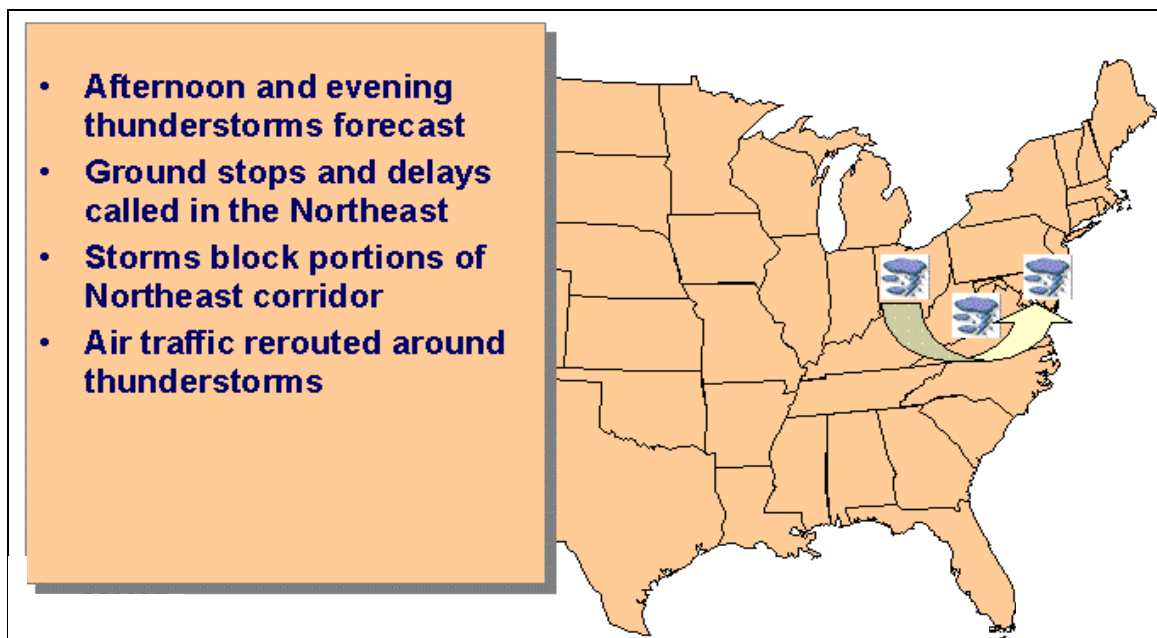 • Afternoon and evening
thunderstorms forecast
• Ground stops and delays
called in the Northeast
• Storms block portions of
Northeast corridor
• Air traffic rerouted around
thunderstorms